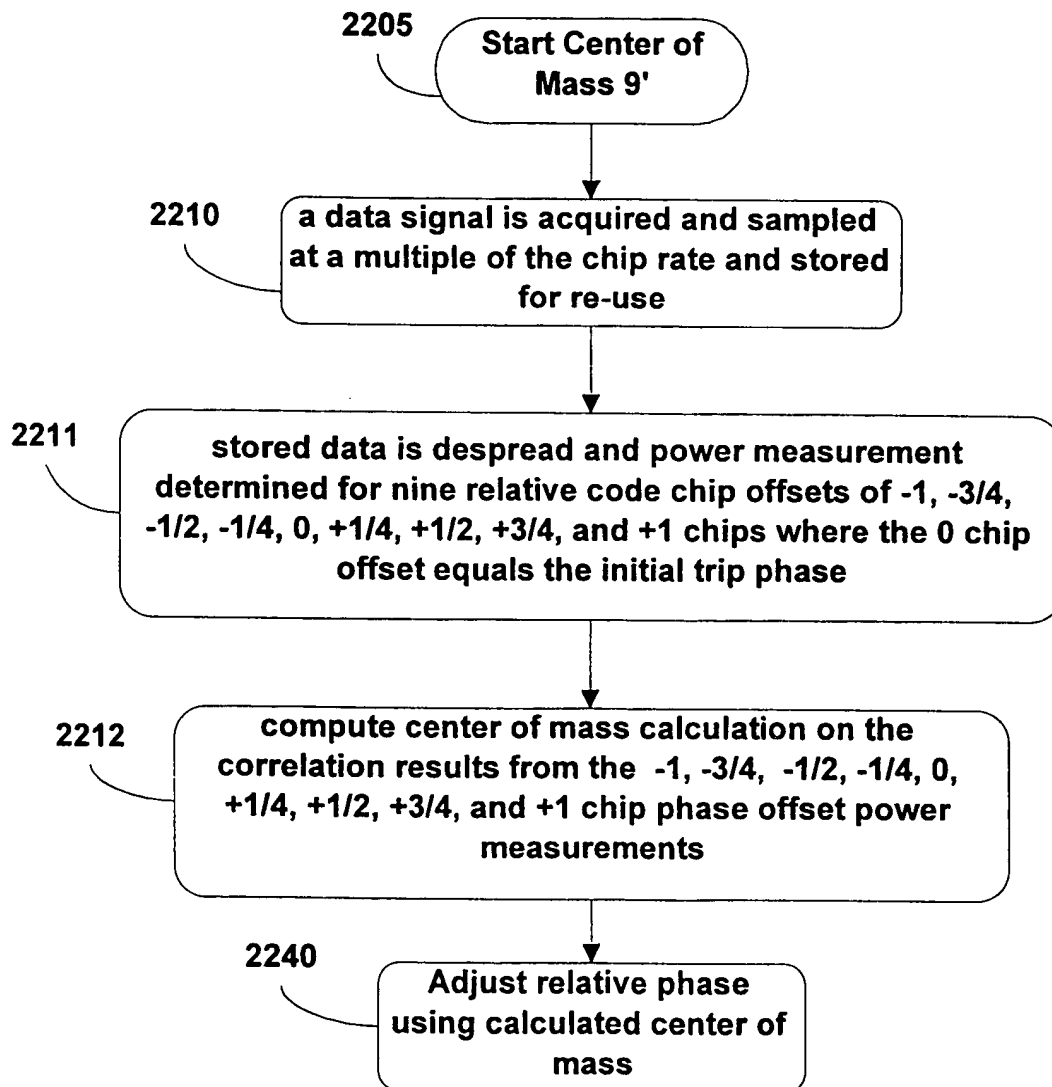 2205
Start Center of
Mass 9'
2210
a data signal is acquired and sampled
at a multiple of the chip rate and stored
for re-use
2211
stored data is despread and power measurement
determined for nine relative code chip offsets of -1, -3/4,
-1/2, -1/4, 0, +1/4, +1/2, +3/4, and +1 chips where the 0 chip
offset equals the initial trip phase
2212
compute center of mass calculation on the
correlation results from the -1, -3/4, -1/2, -1/4, 0,
+1/4, +1/2, +3/4, and +1 chip phase offset power
measurements
2240
Adjust relative phase
using calculated center of
mass